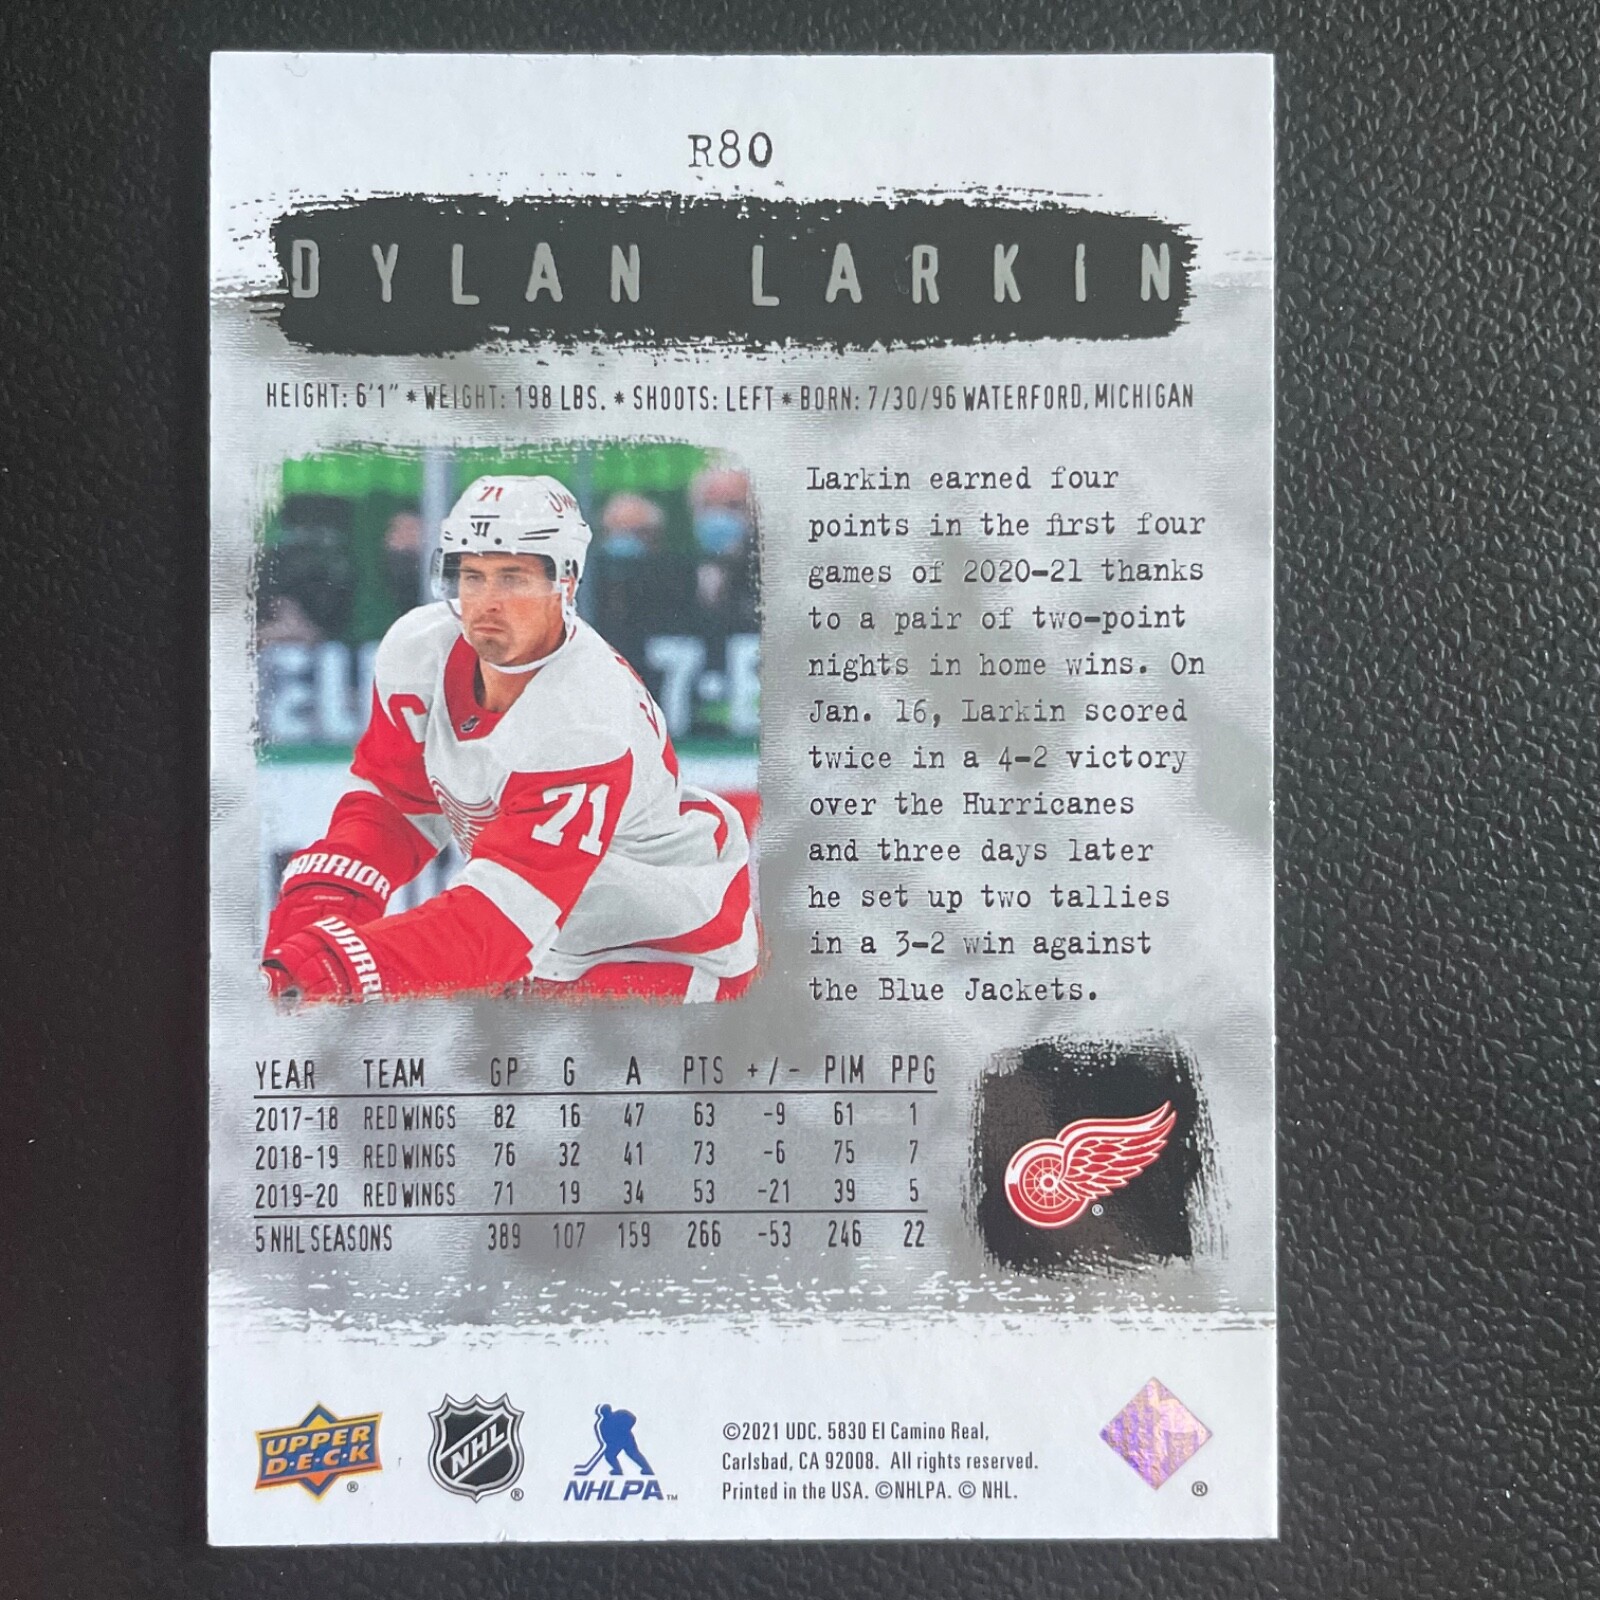 R80
DYLAN LARKIN
HEIGHT: 6'1" * WEIGHT: 198 LBS. * SHOOTS: LEFT * BORN: 7/30/96 WATERFORD, MICHIGAN
71
C
71
WARRIOR
WARRI
7-E
Larkin earned four
points in the first four
games of 2020-21 thanks
to a pair of two-point
nights in home wins. On
Jan. 16, Larkin scored
twice in a 4-2 victory
over the Hurricanes
and three days later
he set up two tallies
in a 3-2 win against
the Blue Jackets.
YEAR TEAM GP G A PTS +/- PIM PPG
2017-18 RED WINGS 82 16 47 63 -9 61 1
2018-19 RED WINGS 76 32 41 73 -6 75 7
2019-20 RED WINGS 71 19 34 53 -21 39 5
5 NHL SEASONS 389 107 159 266 -53 246 22
®
UPPER
D·E·C·K
®
NHL
®
NHLPA™
©2021 UDC. 5830 El Camino Real,
Carlsbad, CA 92008. All rights reserved.
Printed in the USA. ©NHLPA. © NHL.
®